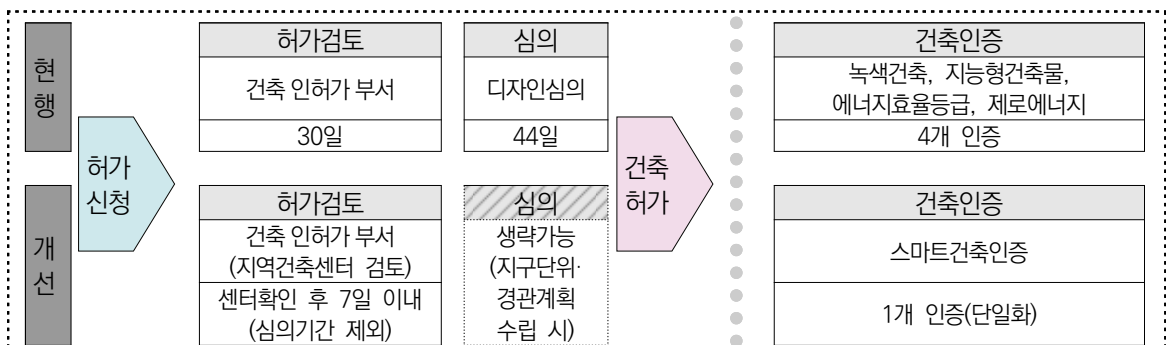 현행
허가
신청
허가검토
건축 인허가 부서
30일
심의
디자인심의
44일
건축
허가
건축인증
녹색건축, 지능형건축물,
에너지효율등급, 제로에너지
4개 인증
개선
허가검토
건축 인허가 부서
(지역건축센터 검토)
센터확인 후 7일 이내
(심의기간 제외)
심의
생략가능
(지구단위·
경관계획
수립 시)
건축인증
스마트건축인증
1개 인증(단일화)